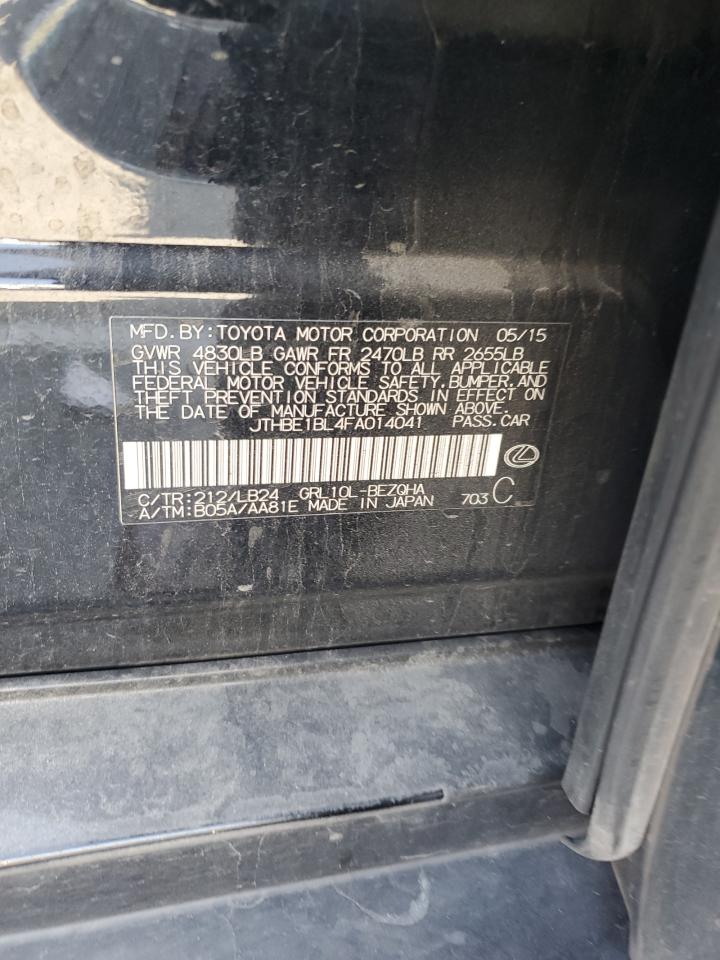 MFD.BY:TOYOTA MOTOR CORPORATION 05/15
GVWR 4830LB GAWR FR 2470LB RR 2655LB
THIS VEHICLE CONFORMS TO ALL APPLICABLE
FEDERAL MOTOR VEHICLE SAFETY,BUMPER,AND
THEFT PREVENTION STANDARDS IN EFFECT ON
THE DATE OF MANUFACTURE SHOWN ABOVE.
JTHBE1BL4FA014041 PASS.CAR
C/TR:212/LB24 GRL10L-BEZQHA
A/TM:B05A/AA81E MADE IN JAPAN 703 C